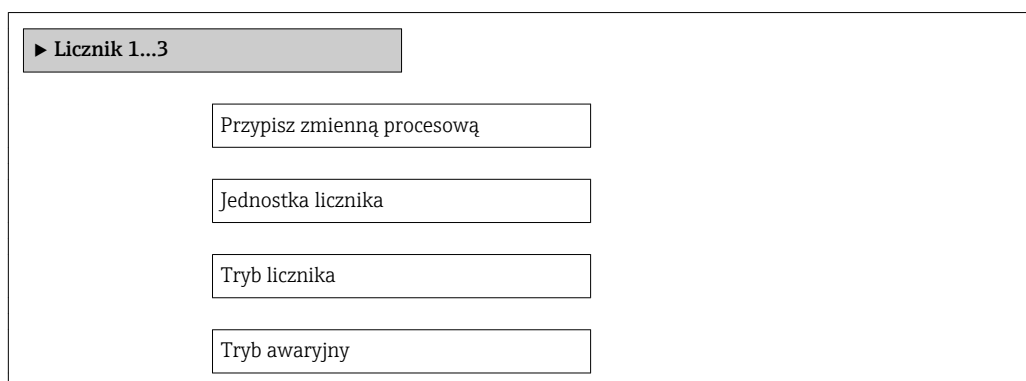 ► Licznik 1…3
Przypisz zmienną procesową
Jednostka licznika
Tryb licznika
Tryb awaryjny